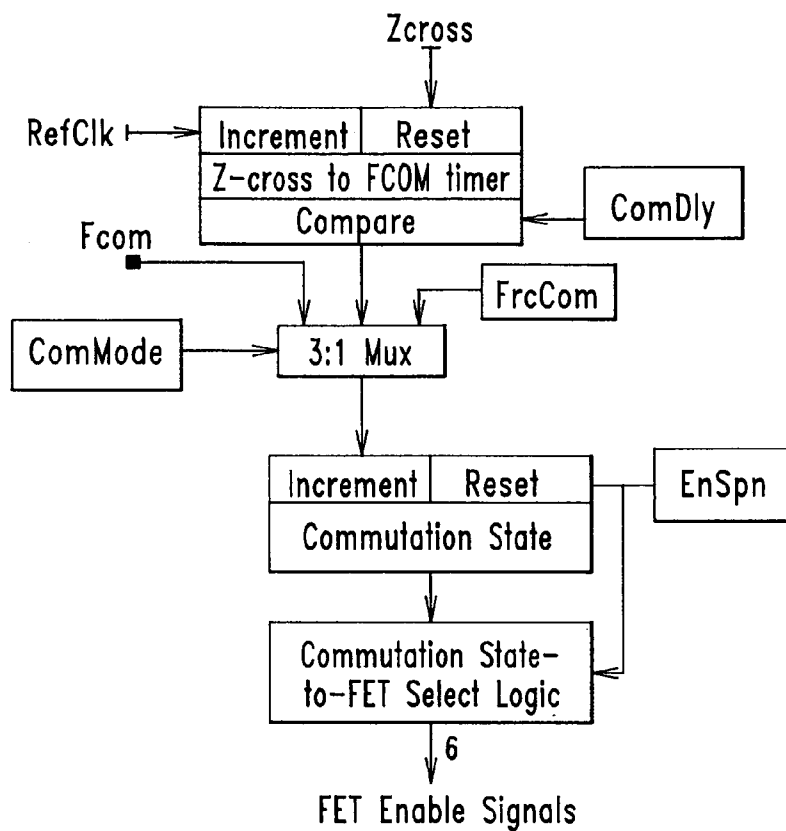 Zcross
RefClk
Increment Reset
Z-cross to FCOM timer
Compare
ComDly
Fcom
FrcCom
ComMode
3:1 Mux
Increment Reset
EnSpn
Commutation State
Commutation State-
to-FET Select Logic
6
FET Enable Signals